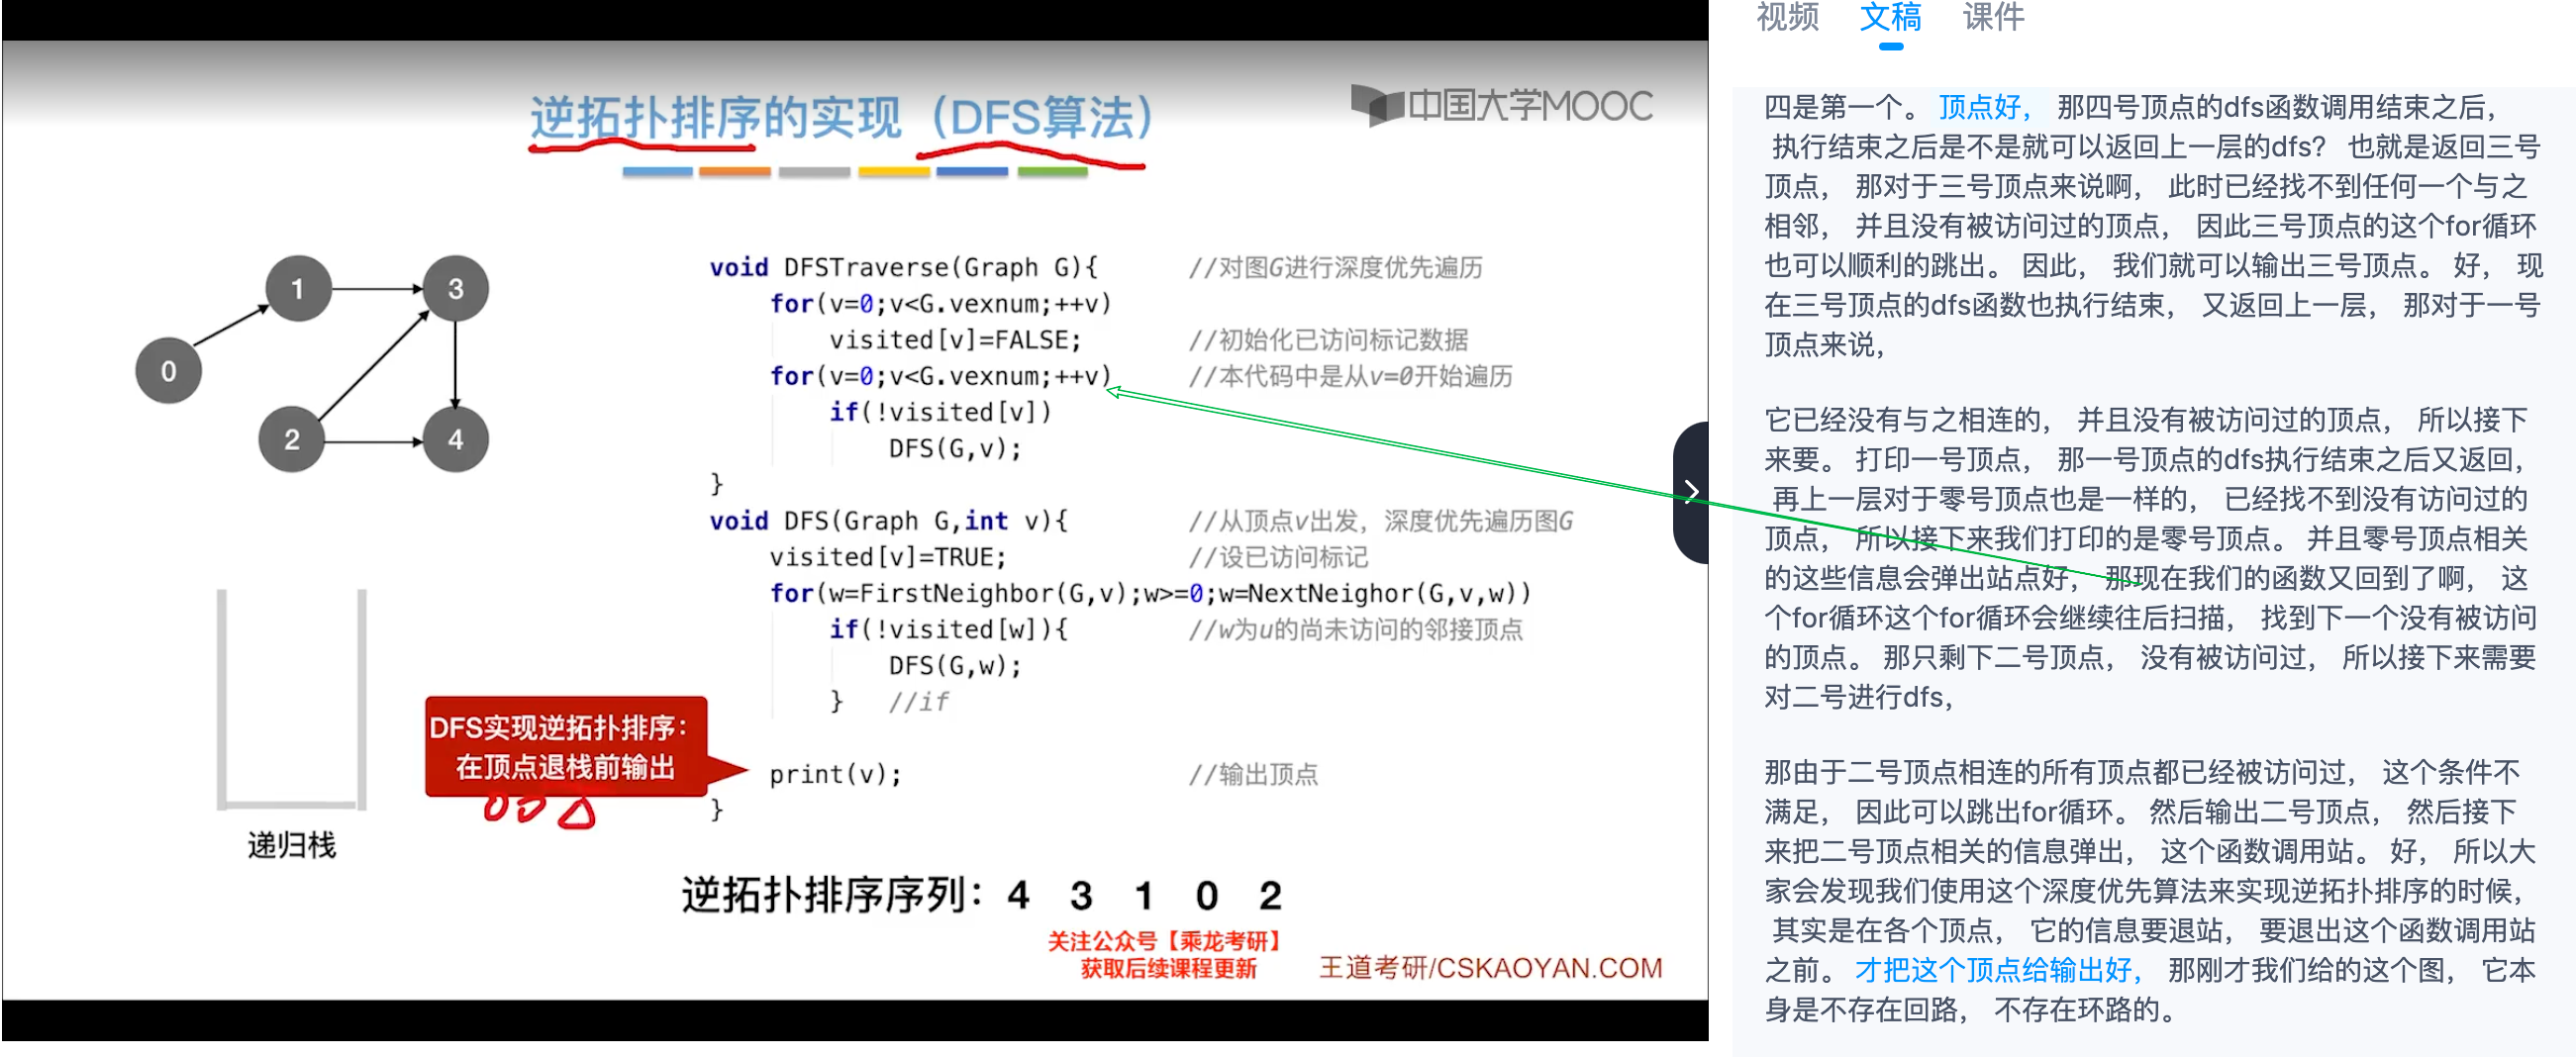 逆拓扑排序的实现（DFS算法）
中国大学MOOC
1
3
0
2
4
void DFSTraverse(Graph G){ //对图G进行深度优先遍历
for(v=0;v<G.vexnum;++v)
visited[v]=FALSE; //初始化已访问标记数据
for(v=0;v<G.vexnum;++v) //本代码中是从v=0开始遍历
if(!visited[v])
DFS(G,v);
}
void DFS(Graph G,int v){ //从顶点v出发，深度优先遍历图G
visited[v]=TRUE; //设已访问标记
for(w=FirstNeighbor(G,v);w>=0;w=NextNeighor(G,v,w))
if(!visited[w]){ //w为u的尚未访问的邻接顶点
DFS(G,w);
} //if
print(v); //输出顶点
}
DFS实现逆拓扑排序：
在顶点退栈前输出
递归栈
逆拓扑排序序列：4 3 1 0 2
关注公众号【乘龙考研】
获取后续课程更新
王道考研/CSKAOYAN.COM
视频 文稿 课件
四是第一个。 顶点好， 那四号顶点的dfs函数调用结束之后，
执行结束之后是不是就可以返回上一层的dfs? 也就是返回三号
顶点， 那对于三号顶点来说啊， 此时已经找不到任何一个与之
相邻， 并且没有被访问过的顶点， 因此三号顶点的这个for循环
也可以顺利的跳出。 因此， 我们就可以输出三号顶点。 好， 现
在三号顶点的dfs函数也执行结束， 又返回上一层， 那对于一号
顶点来说，
它已经没有与之相连的， 并且没有被访问过的顶点， 所以接下
来要。 打印一号顶点， 那一号顶点的dfs执行结束之后又返回，
再上一层对于零号顶点也是一样的， 已经找不到没有访问过的
顶点， 所以接下来我们打印的是零号顶点。 并且零号顶点相关
的这些信息会弹出站点好， 那现在我们的函数又回到了啊， 这
个for循环这个for循环会继续往后扫描， 找到下一个没有被访问
的顶点。 那只剩下二号顶点， 没有被访问过， 所以接下来需要
对二号进行dfs，
那由于二号顶点相连的所有顶点都已经被访问过， 这个条件不
满足， 因此可以跳出for循环。 然后输出二号顶点， 然后接下
来把二号顶点相关的信息弹出， 这个函数调用站。 好， 所以大
家会发现我们使用这个深度优先算法来实现逆拓扑排序的时候，
其实是在各个顶点， 它的信息要退站， 要退出这个函数调用站
之前。 才把这个顶点给输出好， 那刚才我们给的这个图， 它本
身是不存在回路， 不存在环路的。